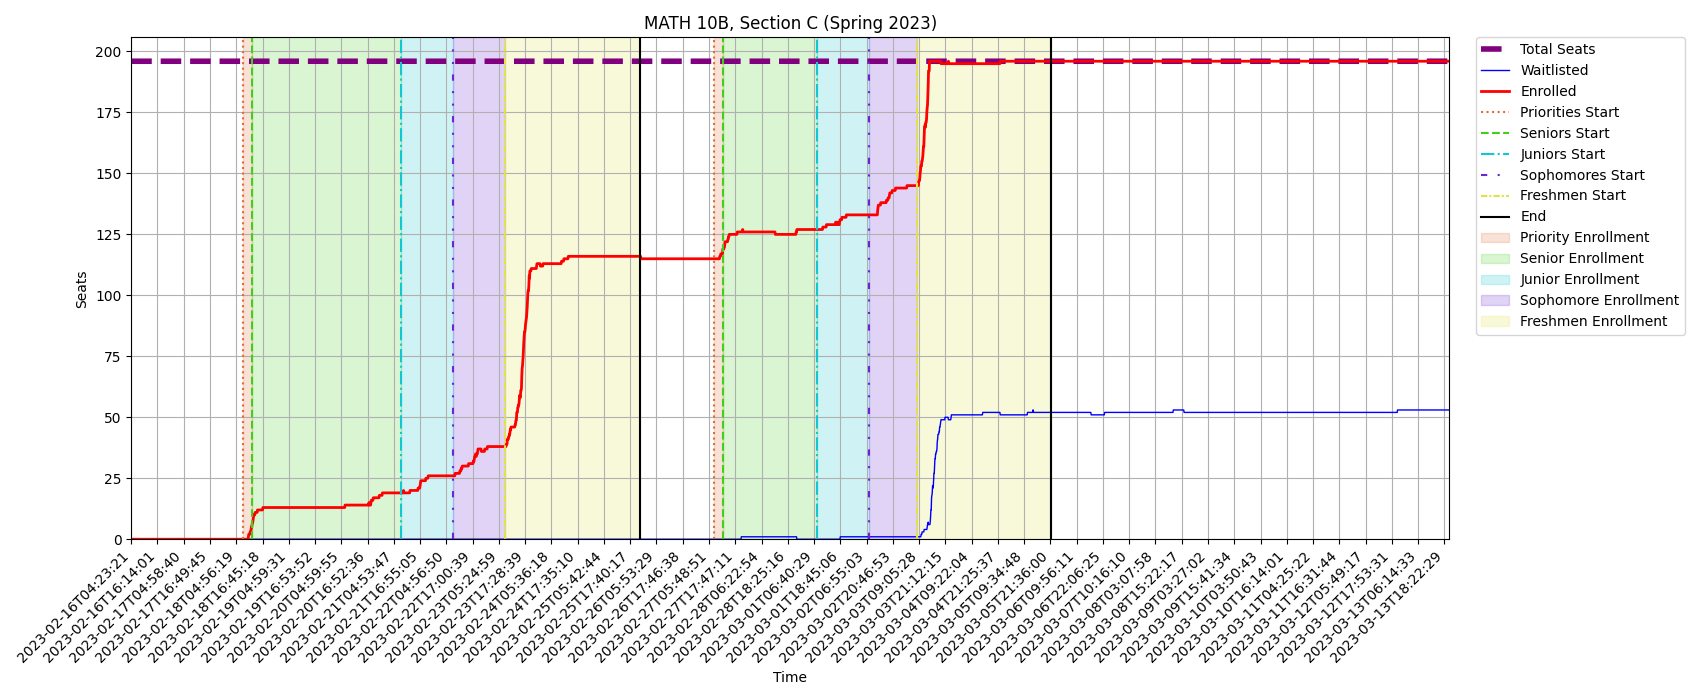 MATH 10B, Section C (Spring 2023)
Seats
200
175
150
125
100
75
50
25
0
2023-02-16T04:23:21
2023-02-16T16:14:01
2023-02-17T04:58:40
2023-02-17T16:49:45
2023-02-18T04:56:19
2023-02-18T16:45:18
2023-02-19T04:59:31
2023-02-19T16:53:52
2023-02-20T04:59:55
2023-02-20T16:52:36
2023-02-21T04:53:47
2023-02-21T16:55:05
2023-02-22T04:56:50
2023-02-22T17:00:39
2023-02-23T05:24:59
2023-02-23T17:28:39
2023-02-24T05:36:18
2023-02-24T17:35:10
2023-02-25T05:42:44
2023-02-25T17:40:17
2023-02-26T05:53:29
2023-02-26T17:46:38
2023-02-27T05:48:51
2023-02-27T17:47:11
2023-02-28T06:22:54
2023-02-28T18:25:16
2023-03-01T06:40:29
2023-03-01T18:45:06
2023-03-02T06:55:03
2023-03-02T20:46:53
2023-03-03T09:05:28
2023-03-03T21:12:15
2023-03-04T09:22:04
2023-03-04T21:25:37
2023-03-05T09:34:48
2023-03-05T21:36:00
2023-03-06T09:56:11
2023-03-06T22:06:25
2023-03-07T10:16:10
2023-03-08T03:07:58
2023-03-08T15:22:17
2023-03-09T03:27:02
2023-03-09T15:41:34
2023-03-10T03:50:43
2023-03-10T16:14:01
2023-03-11T04:25:22
2023-03-11T16:31:44
2023-03-12T05:49:17
2023-03-12T17:53:31
2023-03-13T06:14:33
2023-03-13T18:22:29
Time
Total Seats
Waitlisted
Enrolled
Priorities Start
Seniors Start
Juniors Start
Sophomores Start
Freshmen Start
End
Priority Enrollment
Senior Enrollment
Junior Enrollment
Sophomore Enrollment
Freshmen Enrollment